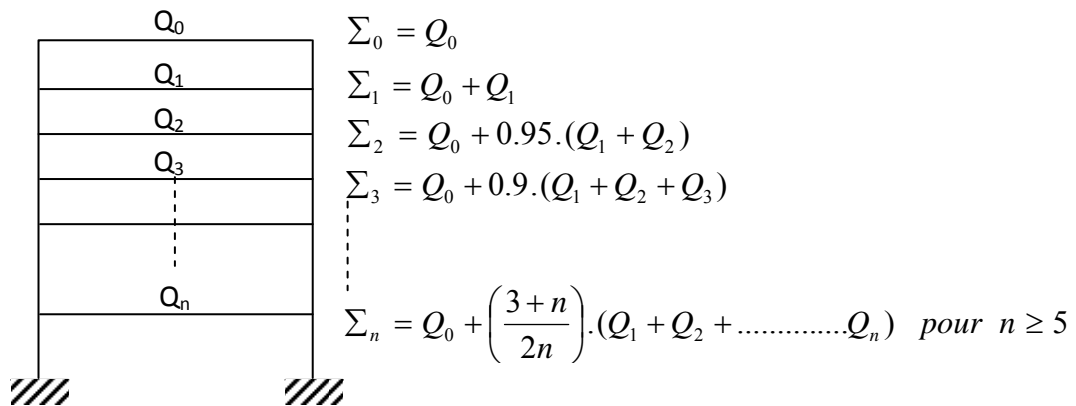 Q₀
Q₁
Q₂
Q₃
Qₙ
∑₀ = Q₀
∑₁ = Q₀ + Q₁
∑₂ = Q₀ + 0.95.(Q₁ + Q₂)
∑₃ = Q₀ + 0.9.(Q₁ + Q₂ + Q₃)
∑ₙ = Q₀ + ((3 + n)/2n).(Q₁ + Q₂ + .............Qₙ) pour n ≥ 5